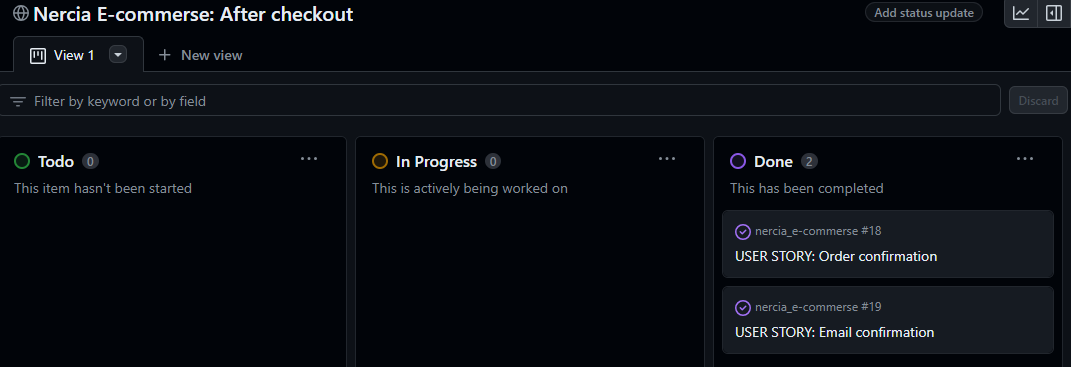 Nercia E-commerse: After checkout
Add status update
View 1
New view
Filter by keyword or by field
Discard
Todo 0
This item hasn't been started
In Progress 0
This is actively being worked on
Done 2
This has been completed
nercia_e-commerse #18
USER STORY: Order confirmation
nercia_e-commerse #19
USER STORY: Email confirmation